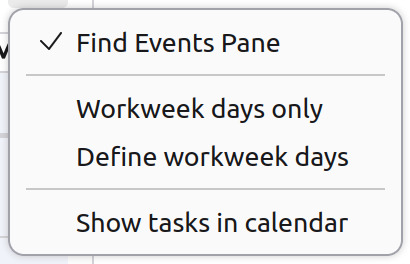 Find Events Pane
Workweek days only
Define workweek days
Show tasks in calendar